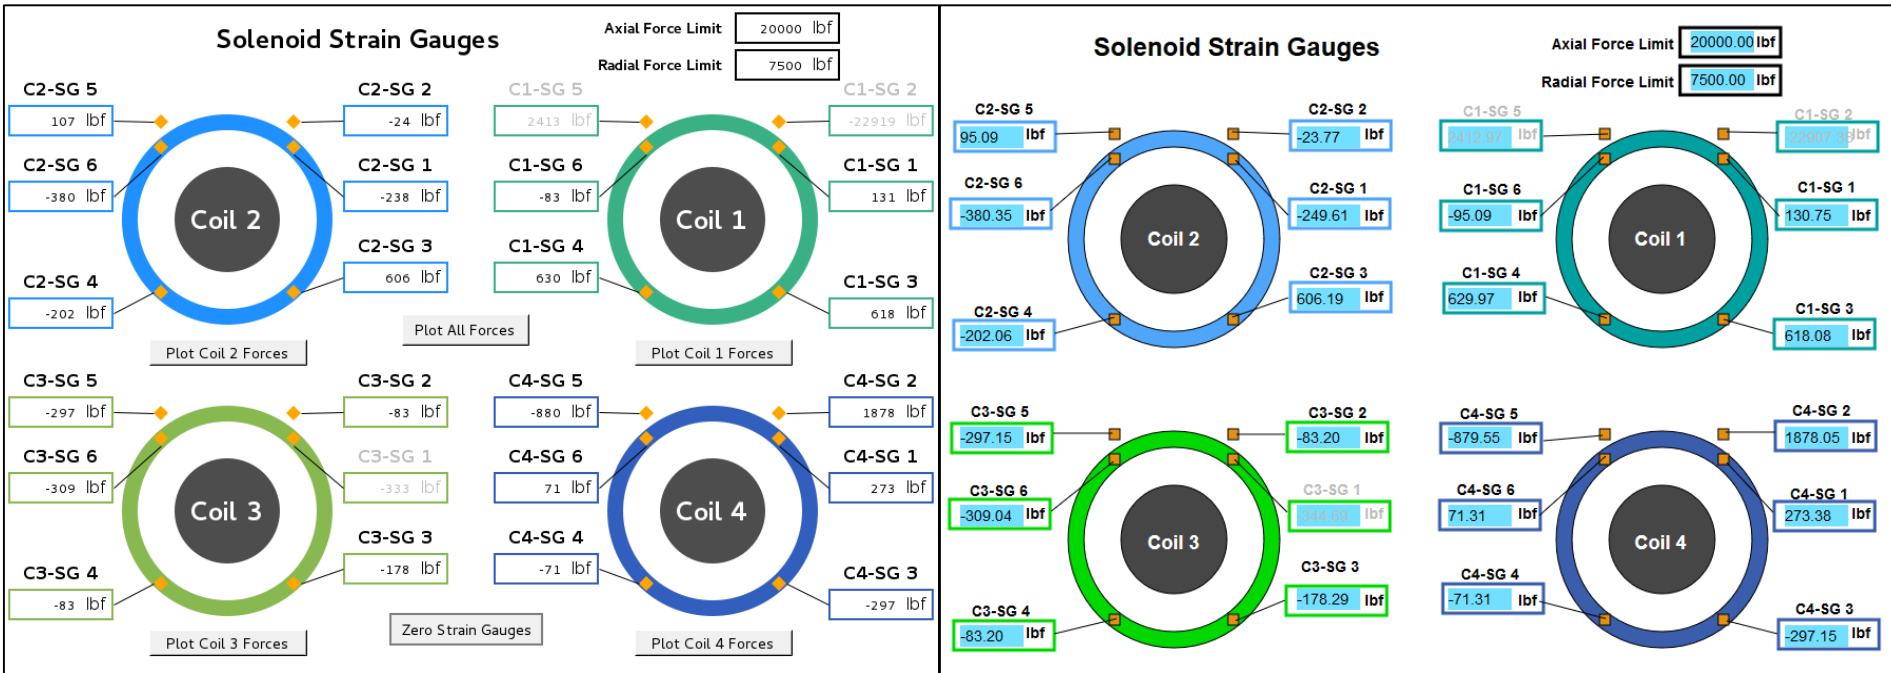 Solenoid Strain Gauges
Axial Force Limit 20000 lbf
Radial Force Limit 7500 lbf
C2-SG 5
107 lbf
C2-SG 2
-24 lbf
C2-SG 6
-380 lbf
C2-SG 1
-238 lbf
C2-SG 4
-202 lbf
C2-SG 3
606 lbf
Coil 2
Plot Coil 2 Forces
C1-SG 5
2413 lbf
C1-SG 2
-22919 lbf
C1-SG 6
-83 lbf
C1-SG 1
131 lbf
C1-SG 4
630 lbf
C1-SG 3
618 lbf
Coil 1
Plot All Forces
Plot Coil 1 Forces
C3-SG 5
-297 lbf
C3-SG 2
-83 lbf
C3-SG 6
-309 lbf
C3-SG 1
-333 lbf
C3-SG 4
-83 lbf
C3-SG 3
-178 lbf
Coil 3
Plot Coil 3 Forces
C4-SG 5
-880 lbf
C4-SG 2
1878 lbf
C4-SG 6
71 lbf
C4-SG 1
273 lbf
C4-SG 4
-71 lbf
C4-SG 3
-297 lbf
Coil 4
Zero Strain Gauges
Plot Coil 4 Forces
Solenoid Strain Gauges
Axial Force Limit 20000.00 lbf
Radial Force Limit 7500.00 lbf
C2-SG 5
95.09 lbf
C2-SG 2
-23.77 lbf
C2-SG 6
-380.35 lbf
C2-SG 1
-249.61 lbf
C2-SG 4
-202.06 lbf
C2-SG 3
606.19 lbf
Coil 2
C1-SG 5
2412.97 lbf
C1-SG 2
lbf
C1-SG 6
-95.09 lbf
C1-SG 1
130.75 lbf
C1-SG 4
629.97 lbf
C1-SG 3
618.08 lbf
Coil 1
C3-SG 5
-297.15 lbf
C3-SG 2
-83.20 lbf
C3-SG 6
-309.04 lbf
C3-SG 1
lbf
C3-SG 4
-83.20 lbf
C3-SG 3
-178.29 lbf
Coil 3
C4-SG 5
-879.55 lbf
C4-SG 2
1878.05 lbf
C4-SG 6
71.31 lbf
C4-SG 1
273.38 lbf
C4-SG 4
-71.31 lbf
C4-SG 3
-297.15 lbf
Coil 4